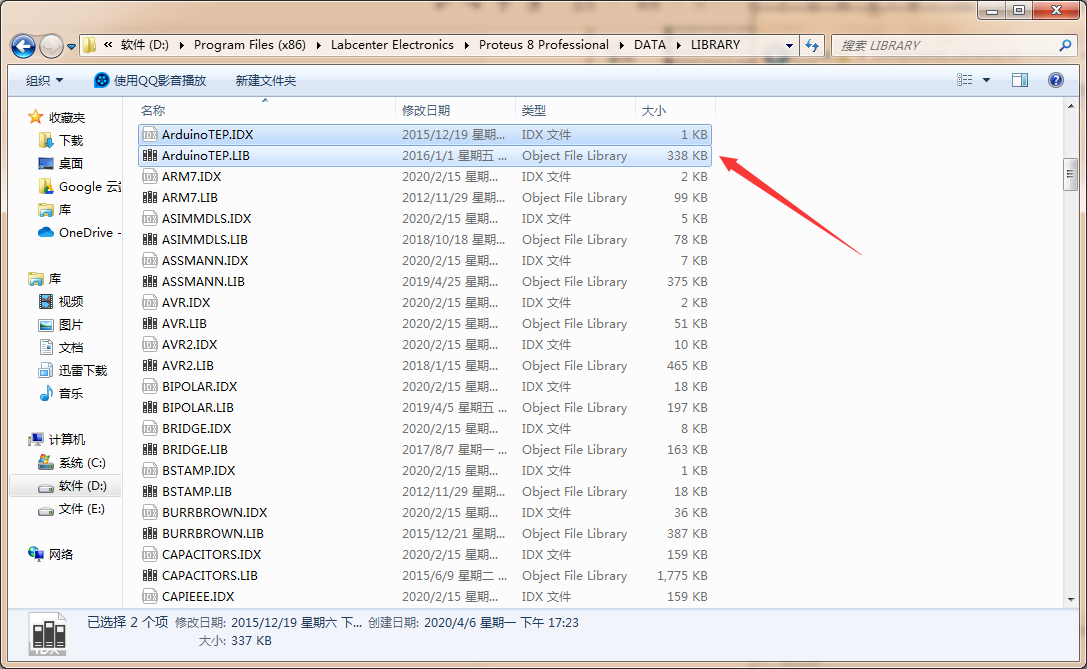 « 软件 (D:) ▸ Program Files (x86) ▸ Labcenter Electronics ▸ Proteus 8 Professional ▸ DATA ▸ LIBRARY 搜索 LIBRARY
组织 使用QQ影音播放 新建文件夹
名称 修改日期 类型 大小
收藏夹
下载
桌面
Google 云端
库
OneDrive -
库
视频
图片
文档
迅雷下载
音乐
计算机
系统 (C:)
软件 (D:)
文件 (E:)
网络
ArduinoTEP.IDX 2015/12/19 星期... IDX 文件 1 KB
ArduinoTEP.LIB 2016/1/1 星期五 ... Object File Library 338 KB
ARM7.IDX 2020/2/15 星期... IDX 文件 2 KB
ARM7.LIB 2012/11/29 星期... Object File Library 99 KB
ASIMMDLS.IDX 2020/2/15 星期... IDX 文件 5 KB
ASIMMDLS.LIB 2018/10/18 星期... Object File Library 78 KB
ASSMANN.IDX 2020/2/15 星期... IDX 文件 7 KB
ASSMANN.LIB 2019/4/25 星期... Object File Library 375 KB
AVR.IDX 2020/2/15 星期... IDX 文件 2 KB
AVR.LIB 2020/2/15 星期... Object File Library 51 KB
AVR2.IDX 2020/2/15 星期... IDX 文件 10 KB
AVR2.LIB 2018/1/15 星期... Object File Library 465 KB
BIPOLAR.IDX 2020/2/15 星期... IDX 文件 18 KB
BIPOLAR.LIB 2019/4/5 星期五 ... Object File Library 197 KB
BRIDGE.IDX 2020/2/15 星期... IDX 文件 8 KB
BRIDGE.LIB 2017/8/7 星期一 ... Object File Library 163 KB
BSTAMP.IDX 2020/2/15 星期... IDX 文件 1 KB
BSTAMP.LIB 2012/11/29 星期... Object File Library 18 KB
BURRBROWN.IDX 2020/2/15 星期... IDX 文件 36 KB
BURRBROWN.LIB 2015/12/21 星期... Object File Library 387 KB
CAPACITORS.IDX 2020/2/15 星期... IDX 文件 159 KB
CAPACITORS.LIB 2015/6/9 星期二 ... Object File Library 1,775 KB
CAPIEEE.IDX 2020/2/15 星期... IDX 文件 159 KB
已选择 2 个项 修改日期: 2015/12/19 星期六 下... 创建日期: 2020/4/6 星期一 下午 17:23
大小: 337 KB